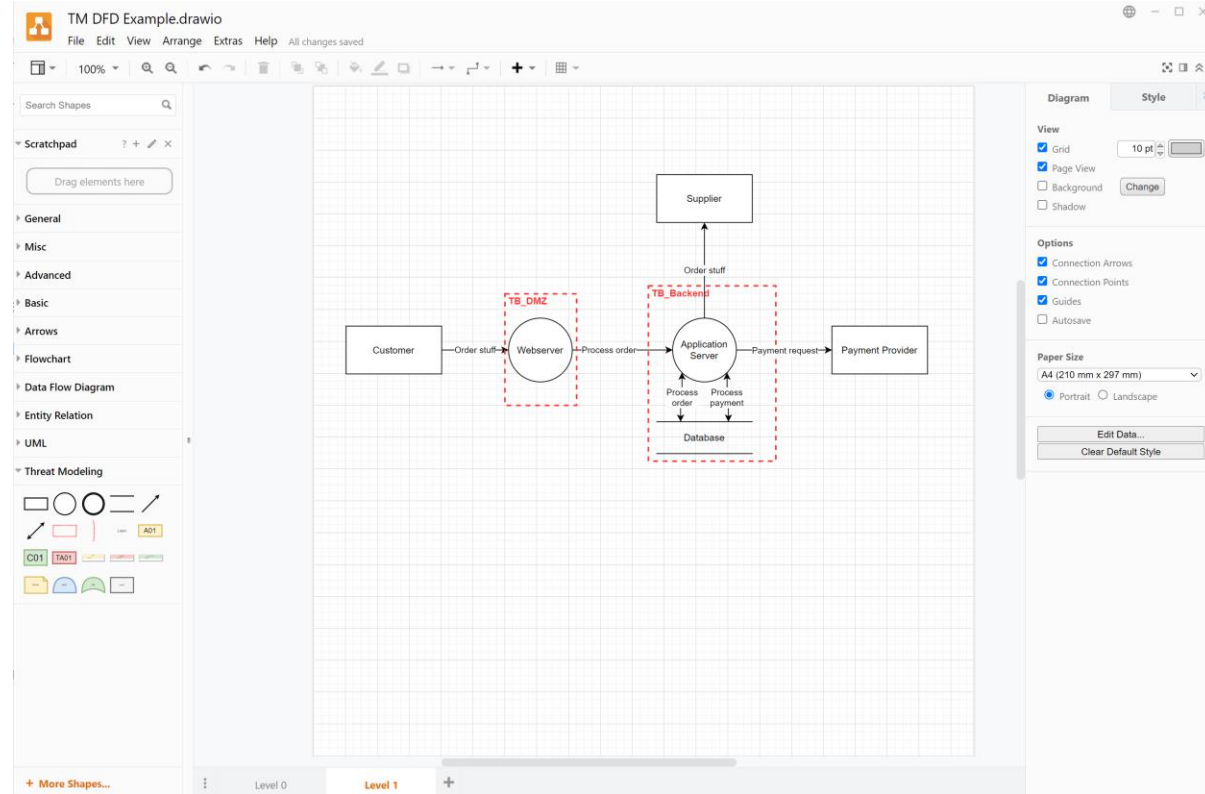 TM DFD Example.drawio
File Edit View Arrange Extras Help All changes saved
100%
Search Shapes
Scratchpad ? +
Drag elements here
General
Misc
Advanced
Basic
Arrows
Flowchart
Data Flow Diagram
Entity Relation
UML
Threat Modeling
A01
C01 TA01
+ More Shapes...
Supplier
Order stuff
TB_DMZ
TB_Backend
Customer
Order stuff
Webserver
Process order
Application
Server
Payment request
Payment Provider
Process
order
Process
payment
Database
Level 0
Level 1
Diagram
Style
View
Grid
10 pt
Page View
Background
Change
Shadow
Options
Connection Arrows
Connection Points
Guides
Autosave
Paper Size
A4 (210 mm x 297 mm)
Portrait
Landscape
Edit Data...
Clear Default Style